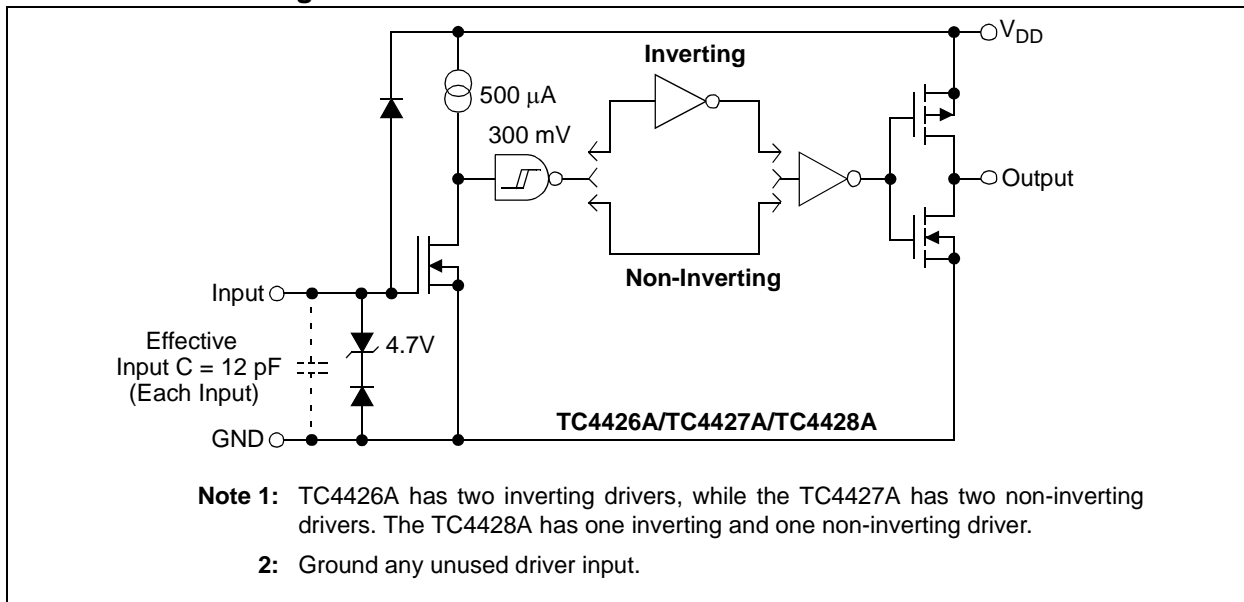 V_DD
Inverting
500 μA
300 mV
Output
Non-Inverting
Input
Effective
Input C = 12 pF
(Each Input)
4.7V
TC4426A/TC4427A/TC4428A
GND
Note 1: TC4426A has two inverting drivers, while the TC4427A has two non-inverting
drivers. The TC4428A has one inverting and one non-inverting driver.
2: Ground any unused driver input.